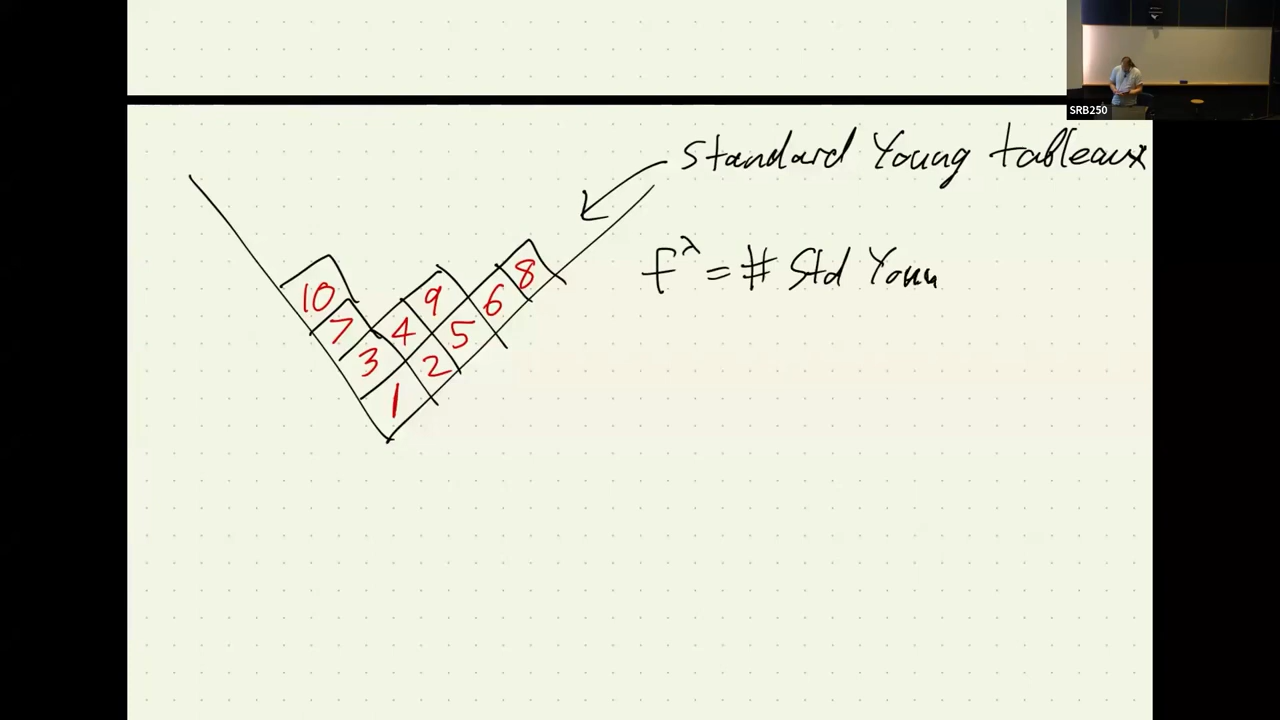 SRB250
Standard Young tableaux
f^λ = # Std Youn
10 9 8
7 4 6
3 5
2
1